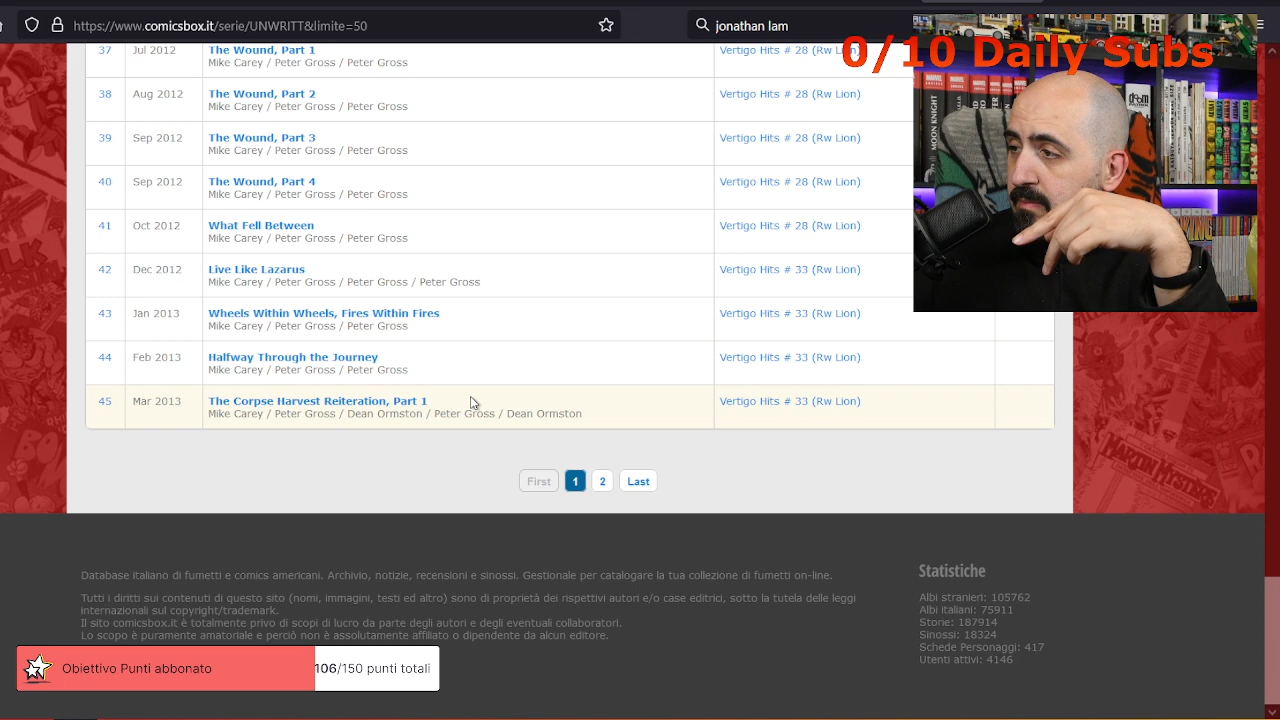 https://www.comicsbox.it/serie/UNWRITT&limite=50
jonathan lam
0/10 Daily Subs
37 Jul 2012 The Wound, Part 1 Vertigo Hits # 28 (Rw Lion)
Mike Carey / Peter Gross / Peter Gross
38 Aug 2012 The Wound, Part 2 Vertigo Hits # 28 (Rw Lion)
Mike Carey / Peter Gross / Peter Gross
39 Sep 2012 The Wound, Part 3 Vertigo Hits # 28 (Rw Lion)
Mike Carey / Peter Gross / Peter Gross
40 Sep 2012 The Wound, Part 4 Vertigo Hits # 28 (Rw Lion)
Mike Carey / Peter Gross / Peter Gross
41 Oct 2012 What Fell Between Vertigo Hits # 28 (Rw Lion)
Mike Carey / Peter Gross / Peter Gross
42 Dec 2012 Live Like Lazarus Vertigo Hits # 33 (Rw Lion)
Mike Carey / Peter Gross / Peter Gross / Peter Gross
43 Jan 2013 Wheels Within Wheels, Fires Within Fires Vertigo Hits # 33 (Rw Lion)
Mike Carey / Peter Gross / Peter Gross
44 Feb 2013 Halfway Through the Journey Vertigo Hits # 33 (Rw Lion)
Mike Carey / Peter Gross / Peter Gross
45 Mar 2013 The Corpse Harvest Reiteration, Part 1 Vertigo Hits # 33 (Rw Lion)
Mike Carey / Peter Gross / Dean Ormston / Peter Gross / Dean Ormston
MOON KNIGHT
First 1 2 Last
Database italiano di fumetti e comics americani. Archivio, notizie, recensioni e sinossi. Gestionale per catalogare la tua collezione di fumetti on-line.
Tutti i diritti sui contenuti di questo sito (nomi, immagini, testi ed altro) sono di proprietà dei rispettivi autori e/o case editrici, sotto la tutela delle leggi
internazionali sul copyright/trademark.
Il sito comicsbox.it è totalmente privo di scopi di lucro da parte degli autori e degli eventuali collaboratori.
Lo scopo è puramente amatoriale e perciò non è assolutamente affiliato o dipendente da alcun editore.
Statistiche
Albi stranieri: 105762
Albi italiani: 75911
Storie: 187914
Sinossi: 18324
Schede Personaggi: 417
Utenti attivi: 4146
Obiettivo Punti abbonato 106/150 punti totali